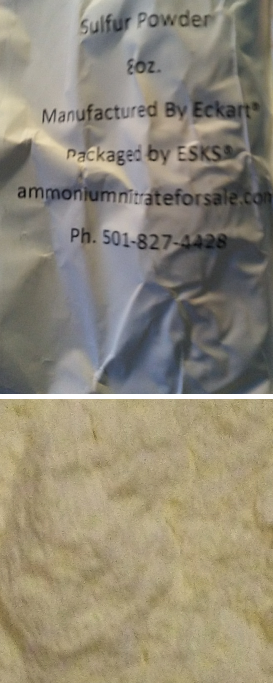 Sulfur Powder
8oz.
Manufactured By Eckart®
Packaged by ESKS®
ammoniumnitrateforsale.com
Ph. 501-827-4428